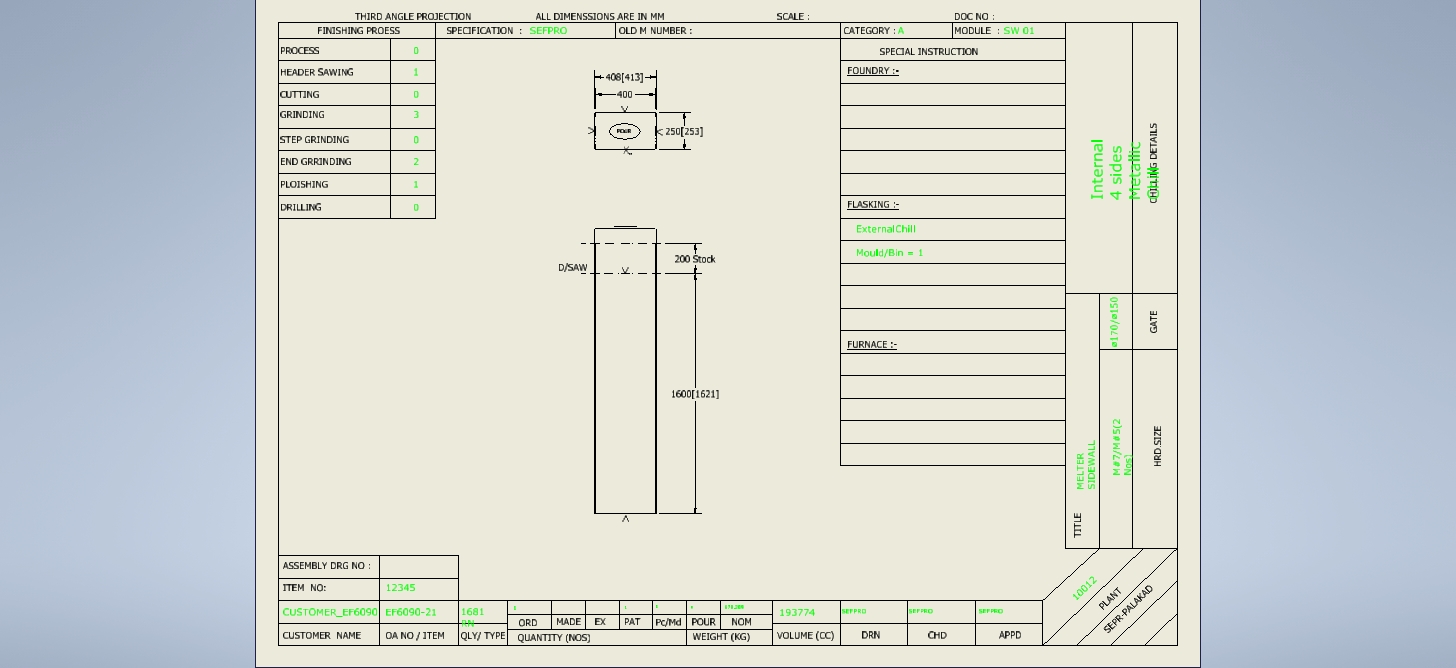 THIRD ANGLE PROJECTION ALL DIMENSSIONS ARE IN MM SCALE : DOC NO :
FINISHING PROESS SPECIFICATION : SEFPRO OLD M NUMBER : CATEGORY : A MODULE : SW 01
PROCESS 0
HEADER SAWING 1
CUTTING 0
GRINDING 3
STEP GRINDING 0
END GRRINDING 2
PLOISHING 1
DRILLING 0
408[413]
400
POUR
250[253]
200 Stock
D/SAW
1600[1621]
SPECIAL INSTRUCTION
FOUNDRY :-
FLASKING :-
ExternalChill
Mould/Bin = 1
FURNACE :-
Internal
4 sides
Metallic
CHILLING DETAILS
ø170/ø150
GATE
MELTER
SIDEWALL
TITLE
M#7/M#5(2
Nos)
HRD.SIZE
ASSEMBLY DRG NO :
ITEM NO: 12345
CUSTOMER_EF6090 EF6090-21 1681
RN
193774 SEFPRO SEFPRO SEFPRO
ORD MADE EX PAT Pc/Md POUR NOM
CUSTOMER NAME OA NO / ITEM QLY/ TYPE QUANTITY (NOS) WEIGHT (KG) VOLUME (CC) DRN CHD APPD
10012
PLANT
SEPR-PALAKAD